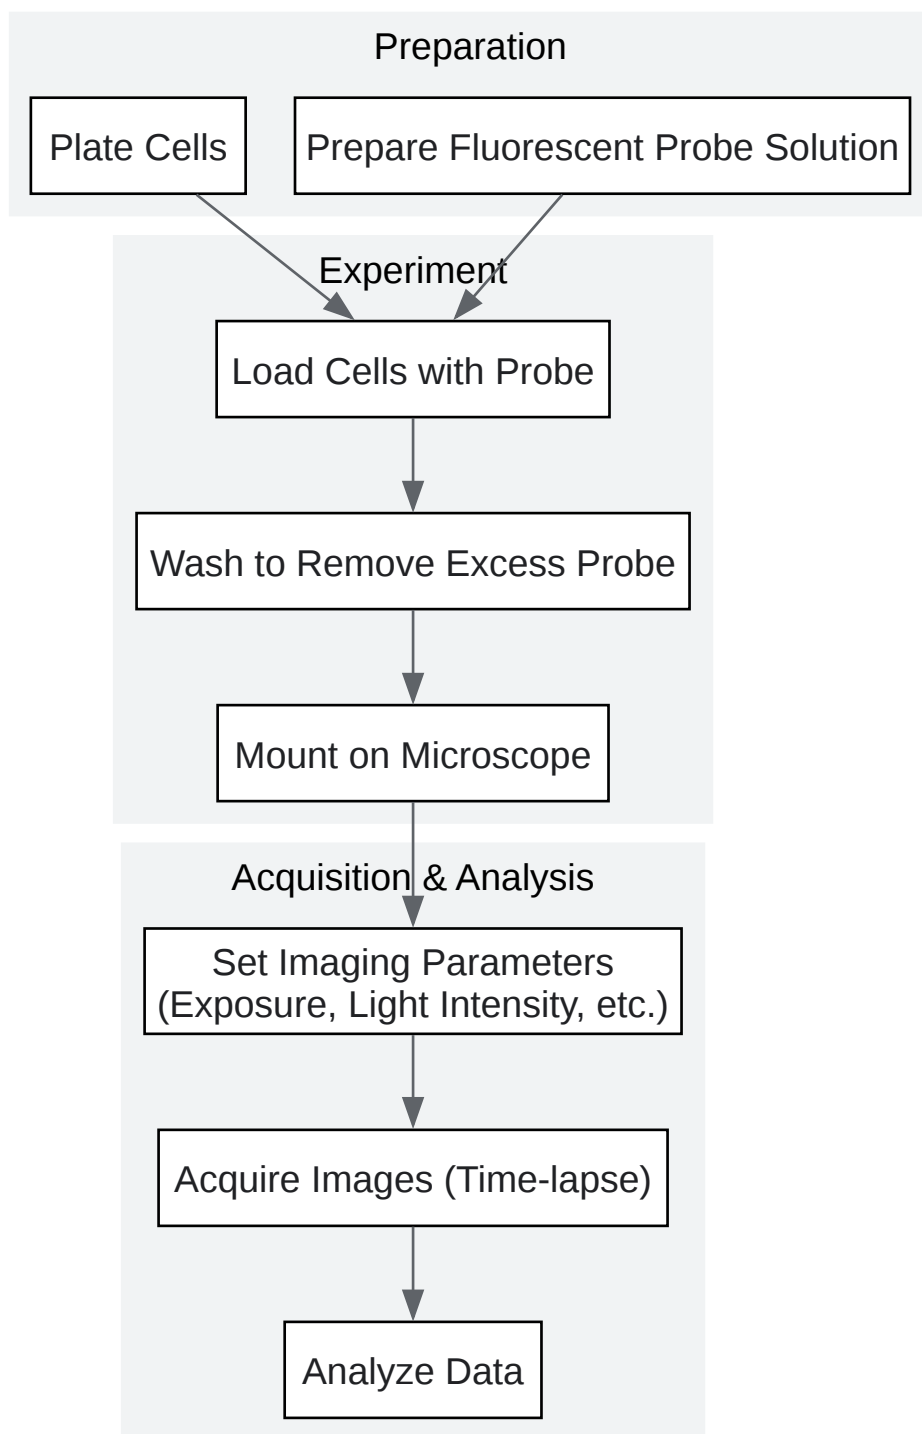 Preparation
Plate Cells
Prepare Fluorescent Probe Solution
Experiment
Load Cells with Probe
Wash to Remove Excess Probe
Mount on Microscope
Acquisition & Analysis
Set Imaging Parameters
(Exposure, Light Intensity, etc.)
Acquire Images (Time-lapse)
Analyze Data